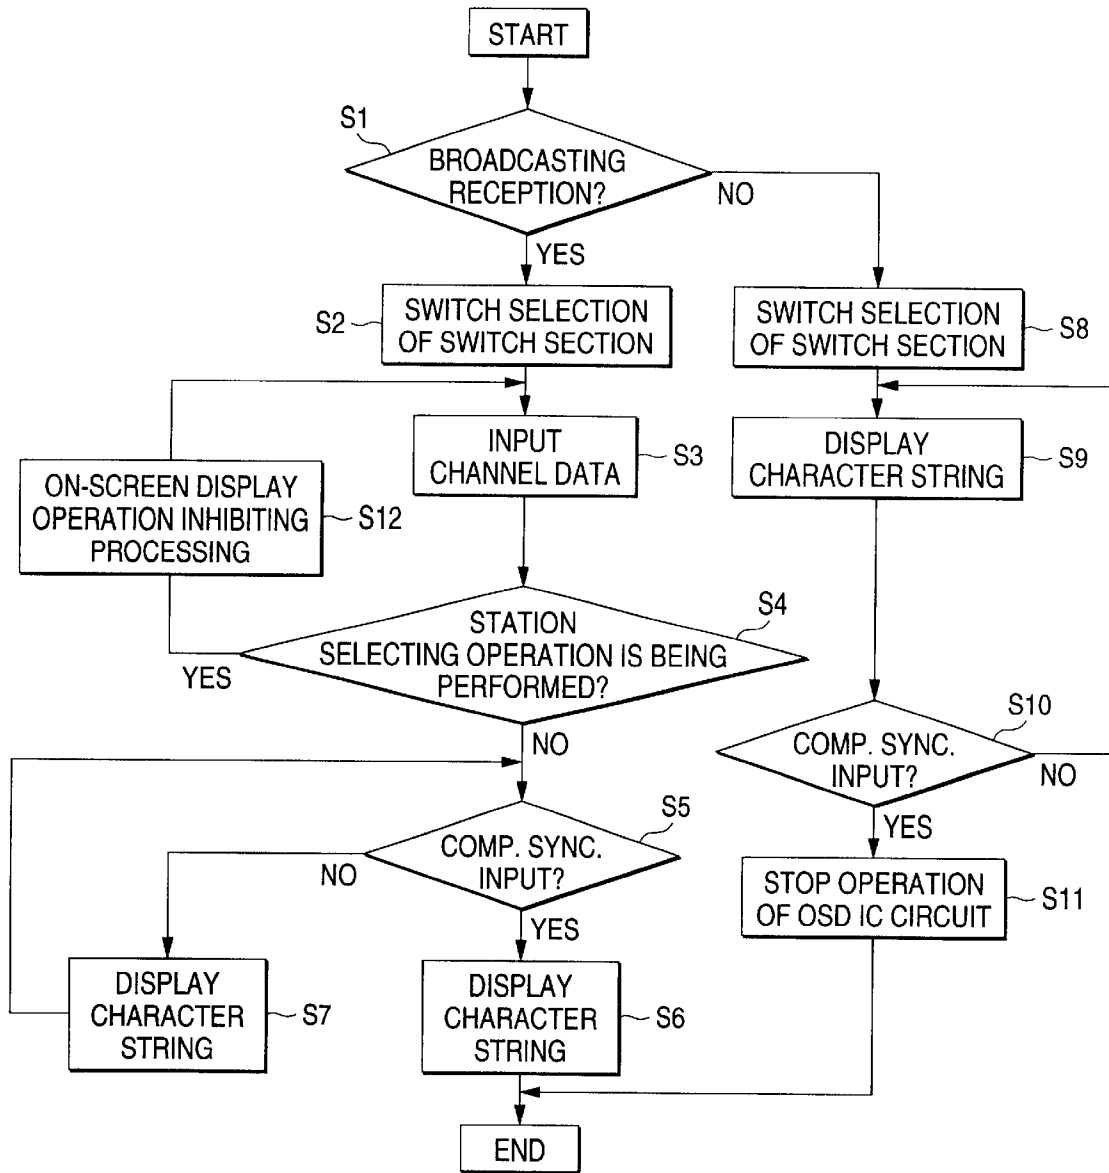 START
S1
BROADCASTING
RECEPTION?
NO
YES
S2
SWITCH SELECTION
OF SWITCH SECTION
SWITCH SELECTION
OF SWITCH SECTION
S8
INPUT
CHANNEL DATA
S3
DISPLAY
CHARACTER STRING
S9
ON-SCREEN DISPLAY
OPERATION INHIBITING
PROCESSING
S12
S4
STATION
SELECTING OPERATION IS BEING
PERFORMED?
YES
NO
S10
COMP. SYNC.
INPUT?
NO
YES
S5
COMP. SYNC.
INPUT?
NO
YES
STOP OPERATION
OF OSD IC CIRCUIT
S11
DISPLAY
CHARACTER
STRING
S7
DISPLAY
CHARACTER
STRING
S6
END